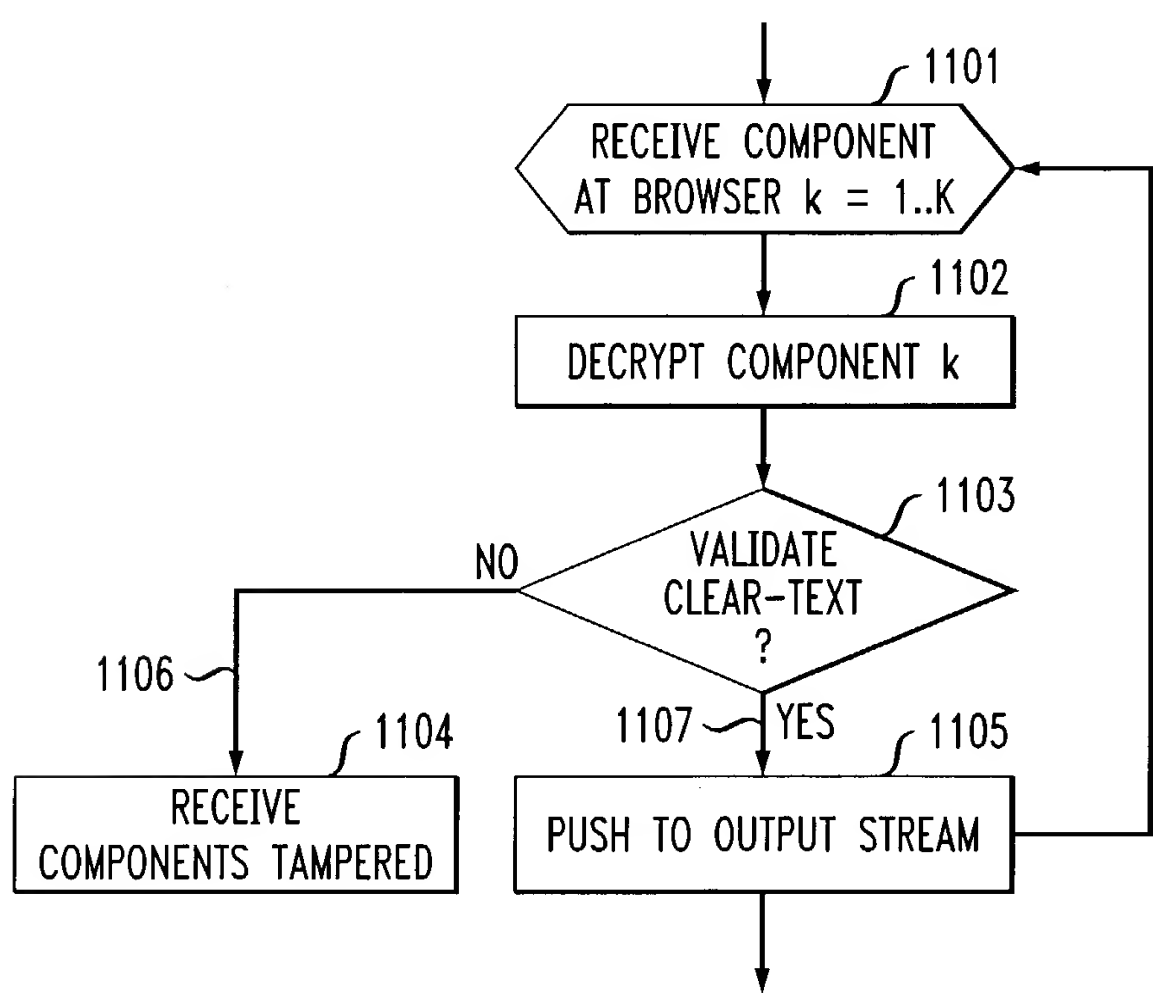 1101
RECEIVE COMPONENT
AT BROWSER k = 1..K
1102
DECRYPT COMPONENT k
1103
VALIDATE
CLEAR-TEXT
?
NO
1106
1107
YES
1104
RECEIVE
COMPONENTS TAMPERED
1105
PUSH TO OUTPUT STREAM